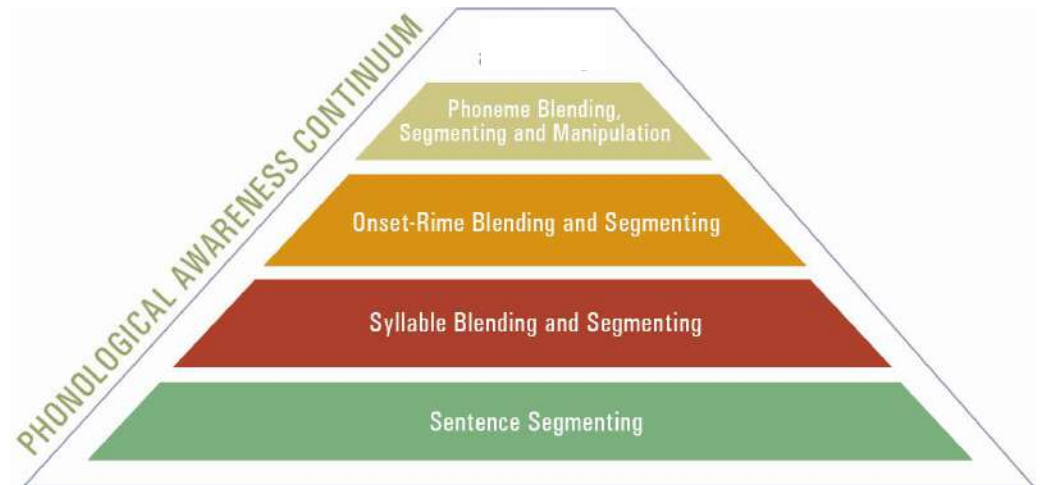 PHONOLOGICAL AWARENESS CONTINUUM
Phoneme Blending,
Segmenting and Manipulation
Onset-Rime Blending and Segmenting
Syllable Blending and Segmenting
Sentence Segmenting